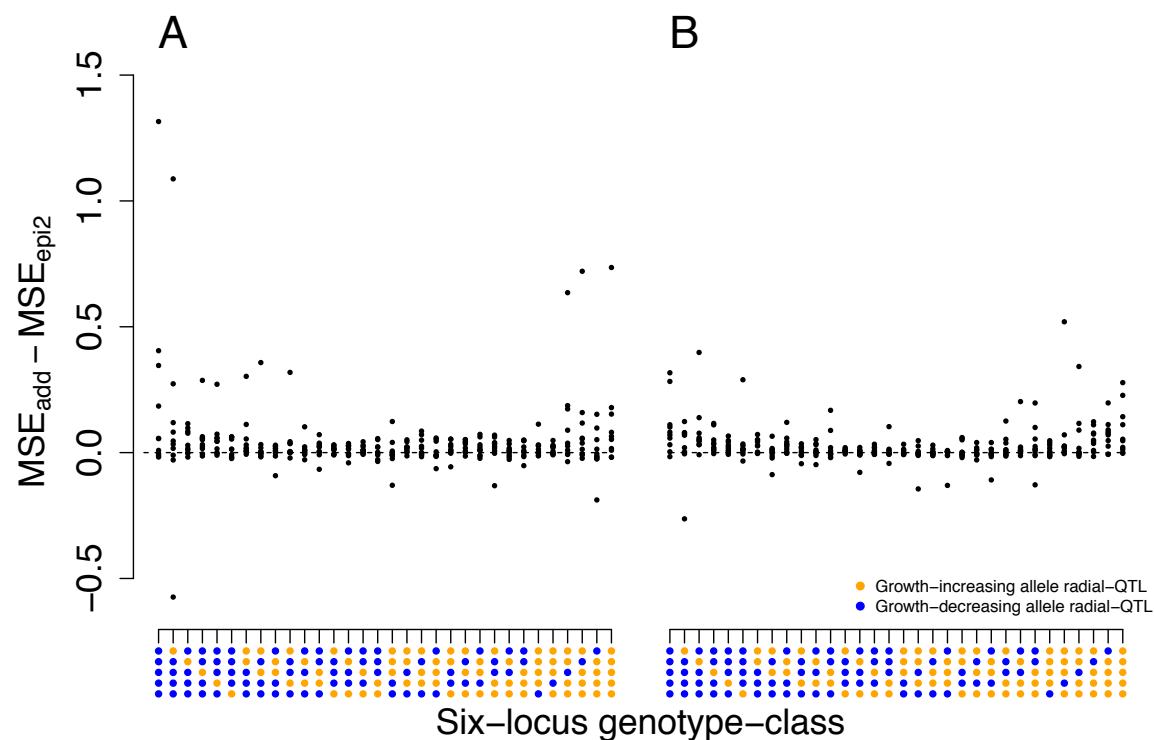 A
B
1.5
1.0
0.5
0.0
−0.5
MSEadd − MSEepi2
Growth−increasing allele radial−QTL
Growth−decreasing allele radial−QTL
Six−locus genotype−class